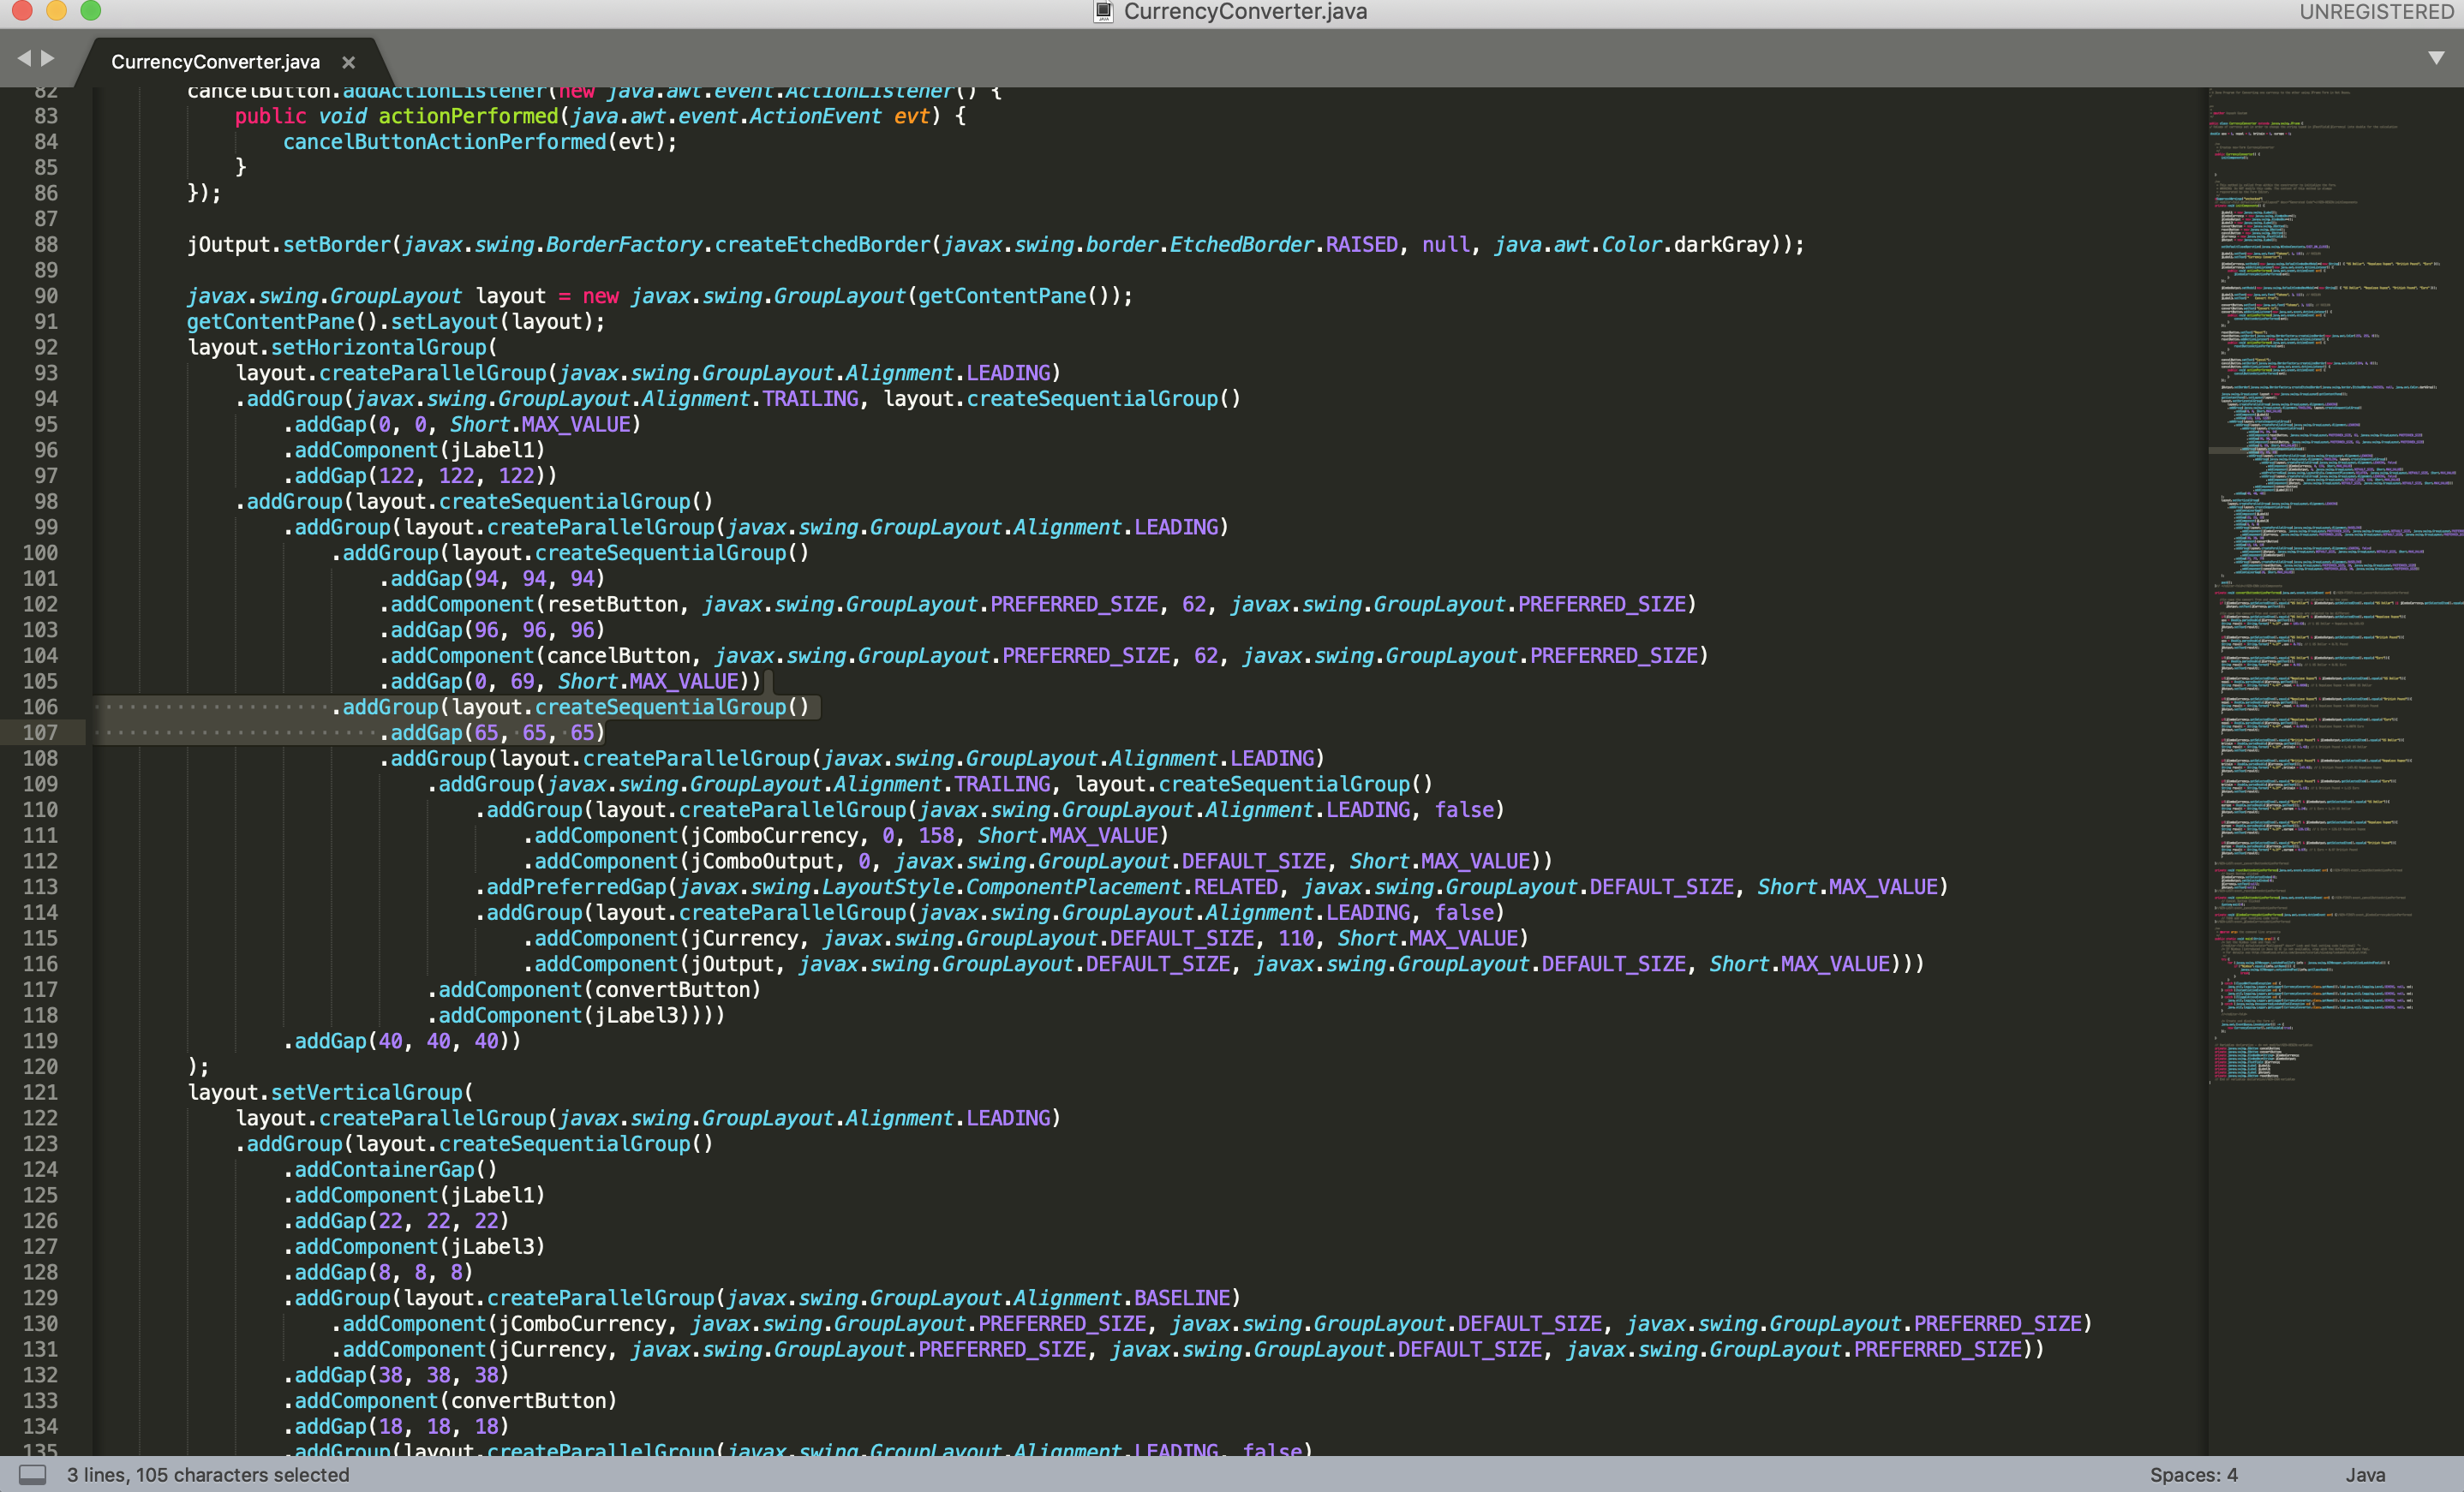 CurrencyConverter.java
UNREGISTERED
CurrencyConverter.java ×
82         cancelButton.addActionListener(new java.awt.event.ActionListener() {
83             public void actionPerformed(java.awt.event.ActionEvent evt) {
84                 cancelButtonActionPerformed(evt);
85             }
86         });
87
88         jOutput.setBorder(javax.swing.BorderFactory.createEtchedBorder(javax.swing.border.EtchedBorder.RAISED, null, java.awt.Color.darkGray));
89
90         javax.swing.GroupLayout layout = new javax.swing.GroupLayout(getContentPane());
91         getContentPane().setLayout(layout);
92         layout.setHorizontalGroup(
93             layout.createParallelGroup(javax.swing.GroupLayout.Alignment.LEADING)
94             .addGroup(javax.swing.GroupLayout.Alignment.TRAILING, layout.createSequentialGroup()
95                 .addGap(0, 0, Short.MAX_VALUE)
96                 .addComponent(jLabel1)
97                 .addGap(122, 122, 122))
98             .addGroup(layout.createSequentialGroup()
99                 .addGroup(layout.createParallelGroup(javax.swing.GroupLayout.Alignment.LEADING)
100                     .addGroup(layout.createSequentialGroup()
101                         .addGap(94, 94, 94)
102                         .addComponent(resetButton, javax.swing.GroupLayout.PREFERRED_SIZE, 62, javax.swing.GroupLayout.PREFERRED_SIZE)
103                         .addGap(96, 96, 96)
104                         .addComponent(cancelButton, javax.swing.GroupLayout.PREFERRED_SIZE, 62, javax.swing.GroupLayout.PREFERRED_SIZE)
105                         .addGap(0, 69, Short.MAX_VALUE))
106                     .addGroup(layout.createSequentialGroup()
107                         .addGap(65, 65, 65)
108                         .addGroup(layout.createParallelGroup(javax.swing.GroupLayout.Alignment.LEADING)
109                             .addGroup(javax.swing.GroupLayout.Alignment.TRAILING, layout.createSequentialGroup()
110                                 .addGroup(layout.createParallelGroup(javax.swing.GroupLayout.Alignment.LEADING, false)
111                                     .addComponent(jComboCurrency, 0, 158, Short.MAX_VALUE)
112                                     .addComponent(jComboOutput, 0, javax.swing.GroupLayout.DEFAULT_SIZE, Short.MAX_VALUE))
113                                 .addPreferredGap(javax.swing.LayoutStyle.ComponentPlacement.RELATED, javax.swing.GroupLayout.DEFAULT_SIZE, Short.MAX_VALUE)
114                                 .addGroup(layout.createParallelGroup(javax.swing.GroupLayout.Alignment.LEADING, false)
115                                     .addComponent(jCurrency, javax.swing.GroupLayout.DEFAULT_SIZE, 110, Short.MAX_VALUE)
116                                     .addComponent(jOutput, javax.swing.GroupLayout.DEFAULT_SIZE, javax.swing.GroupLayout.DEFAULT_SIZE, Short.MAX_VALUE)))
117                             .addComponent(convertButton)
118                             .addComponent(jLabel3))))
119                 .addGap(40, 40, 40))
120         );
121         layout.setVerticalGroup(
122             layout.createParallelGroup(javax.swing.GroupLayout.Alignment.LEADING)
123             .addGroup(layout.createSequentialGroup()
124                 .addContainerGap()
125                 .addComponent(jLabel1)
126                 .addGap(22, 22, 22)
127                 .addComponent(jLabel3)
128                 .addGap(8, 8, 8)
129                 .addGroup(layout.createParallelGroup(javax.swing.GroupLayout.Alignment.BASELINE)
130                     .addComponent(jComboCurrency, javax.swing.GroupLayout.PREFERRED_SIZE, javax.swing.GroupLayout.DEFAULT_SIZE, javax.swing.GroupLayout.PREFERRED_SIZE)
131                     .addComponent(jCurrency, javax.swing.GroupLayout.PREFERRED_SIZE, javax.swing.GroupLayout.DEFAULT_SIZE, javax.swing.GroupLayout.PREFERRED_SIZE))
132                 .addGap(38, 38, 38)
133                 .addComponent(convertButton)
134                 .addGap(18, 18, 18)
135                 .addGroup(layout.createParallelGroup(javax.swing.GroupLayout.Alignment.LEADING, false)
3 lines, 105 characters selected
Spaces: 4
Java